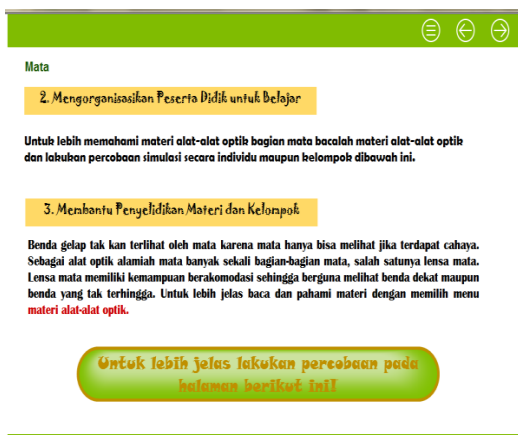 Mata
2. Mengorganisasikan Peserta Didik untuk Belajar
Untuk lebih memahami materi alat-alat optik bagian mata bacalah materi alat-alat optik
dan lakukan percobaan simulasi secara individu maupun kelompok dibawah ini.
3. Membantu Penyelidikan Materi dan Kelompok
Benda gelap tak kan terlihat oleh mata karena mata hanya bisa melihat jika terdapat cahaya.
Sebagai alat optik alamiah mata banyak sekali bagian-bagian mata, salah satunya lensa mata.
Lensa mata memiliki kemampuan berakomodasi sehingga berguna melihat benda dekat maupun
benda yang tak terhingga. Untuk lebih jelas baca dan pahami materi dengan memilih menu
materi alat-alat optik.
Untuk lebih jelas lakukan percobaan pada
halaman berikut ini!